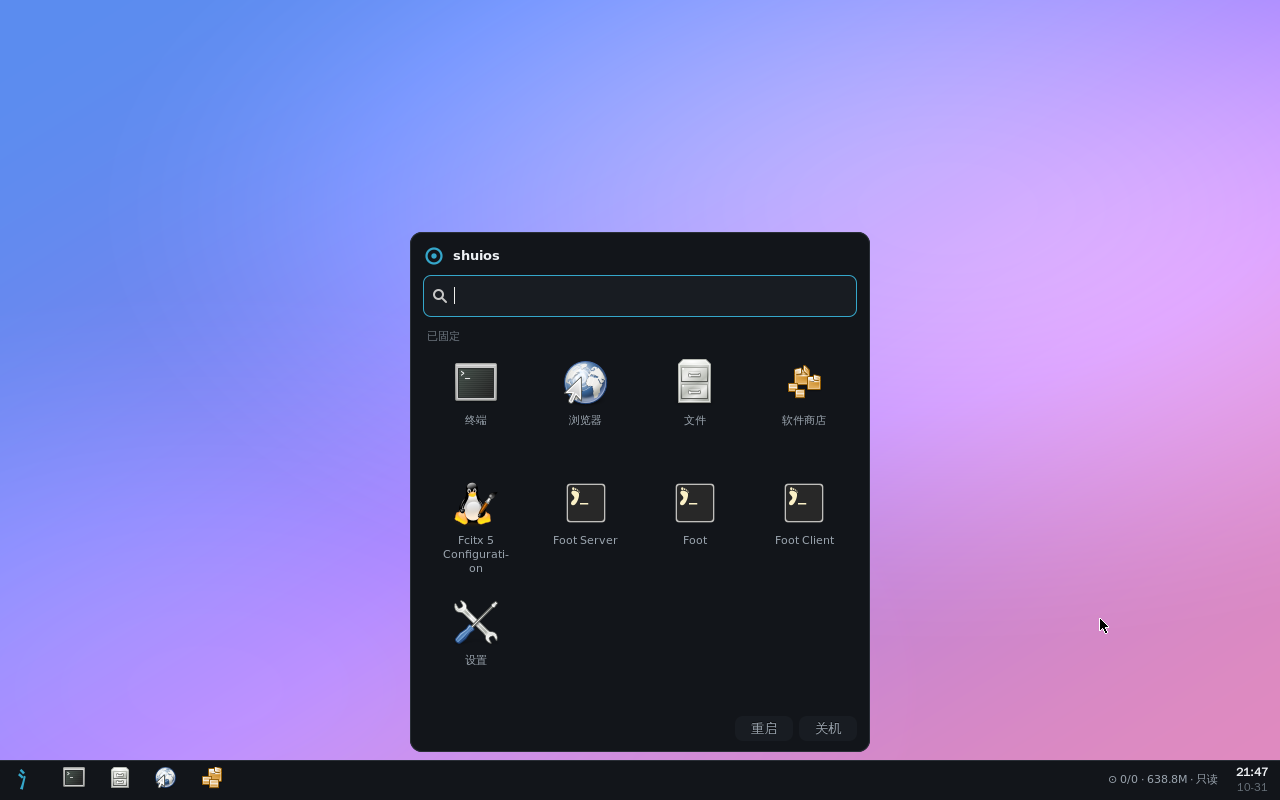 shuios
已固定
终端
浏览器
文件
软件商店
Fcitx 5
Configurati-
on
Foot Server
Foot
Foot Client
设置
重启
关机
⊙ 0/0 · 638.8M · 只读
21:47
10-31